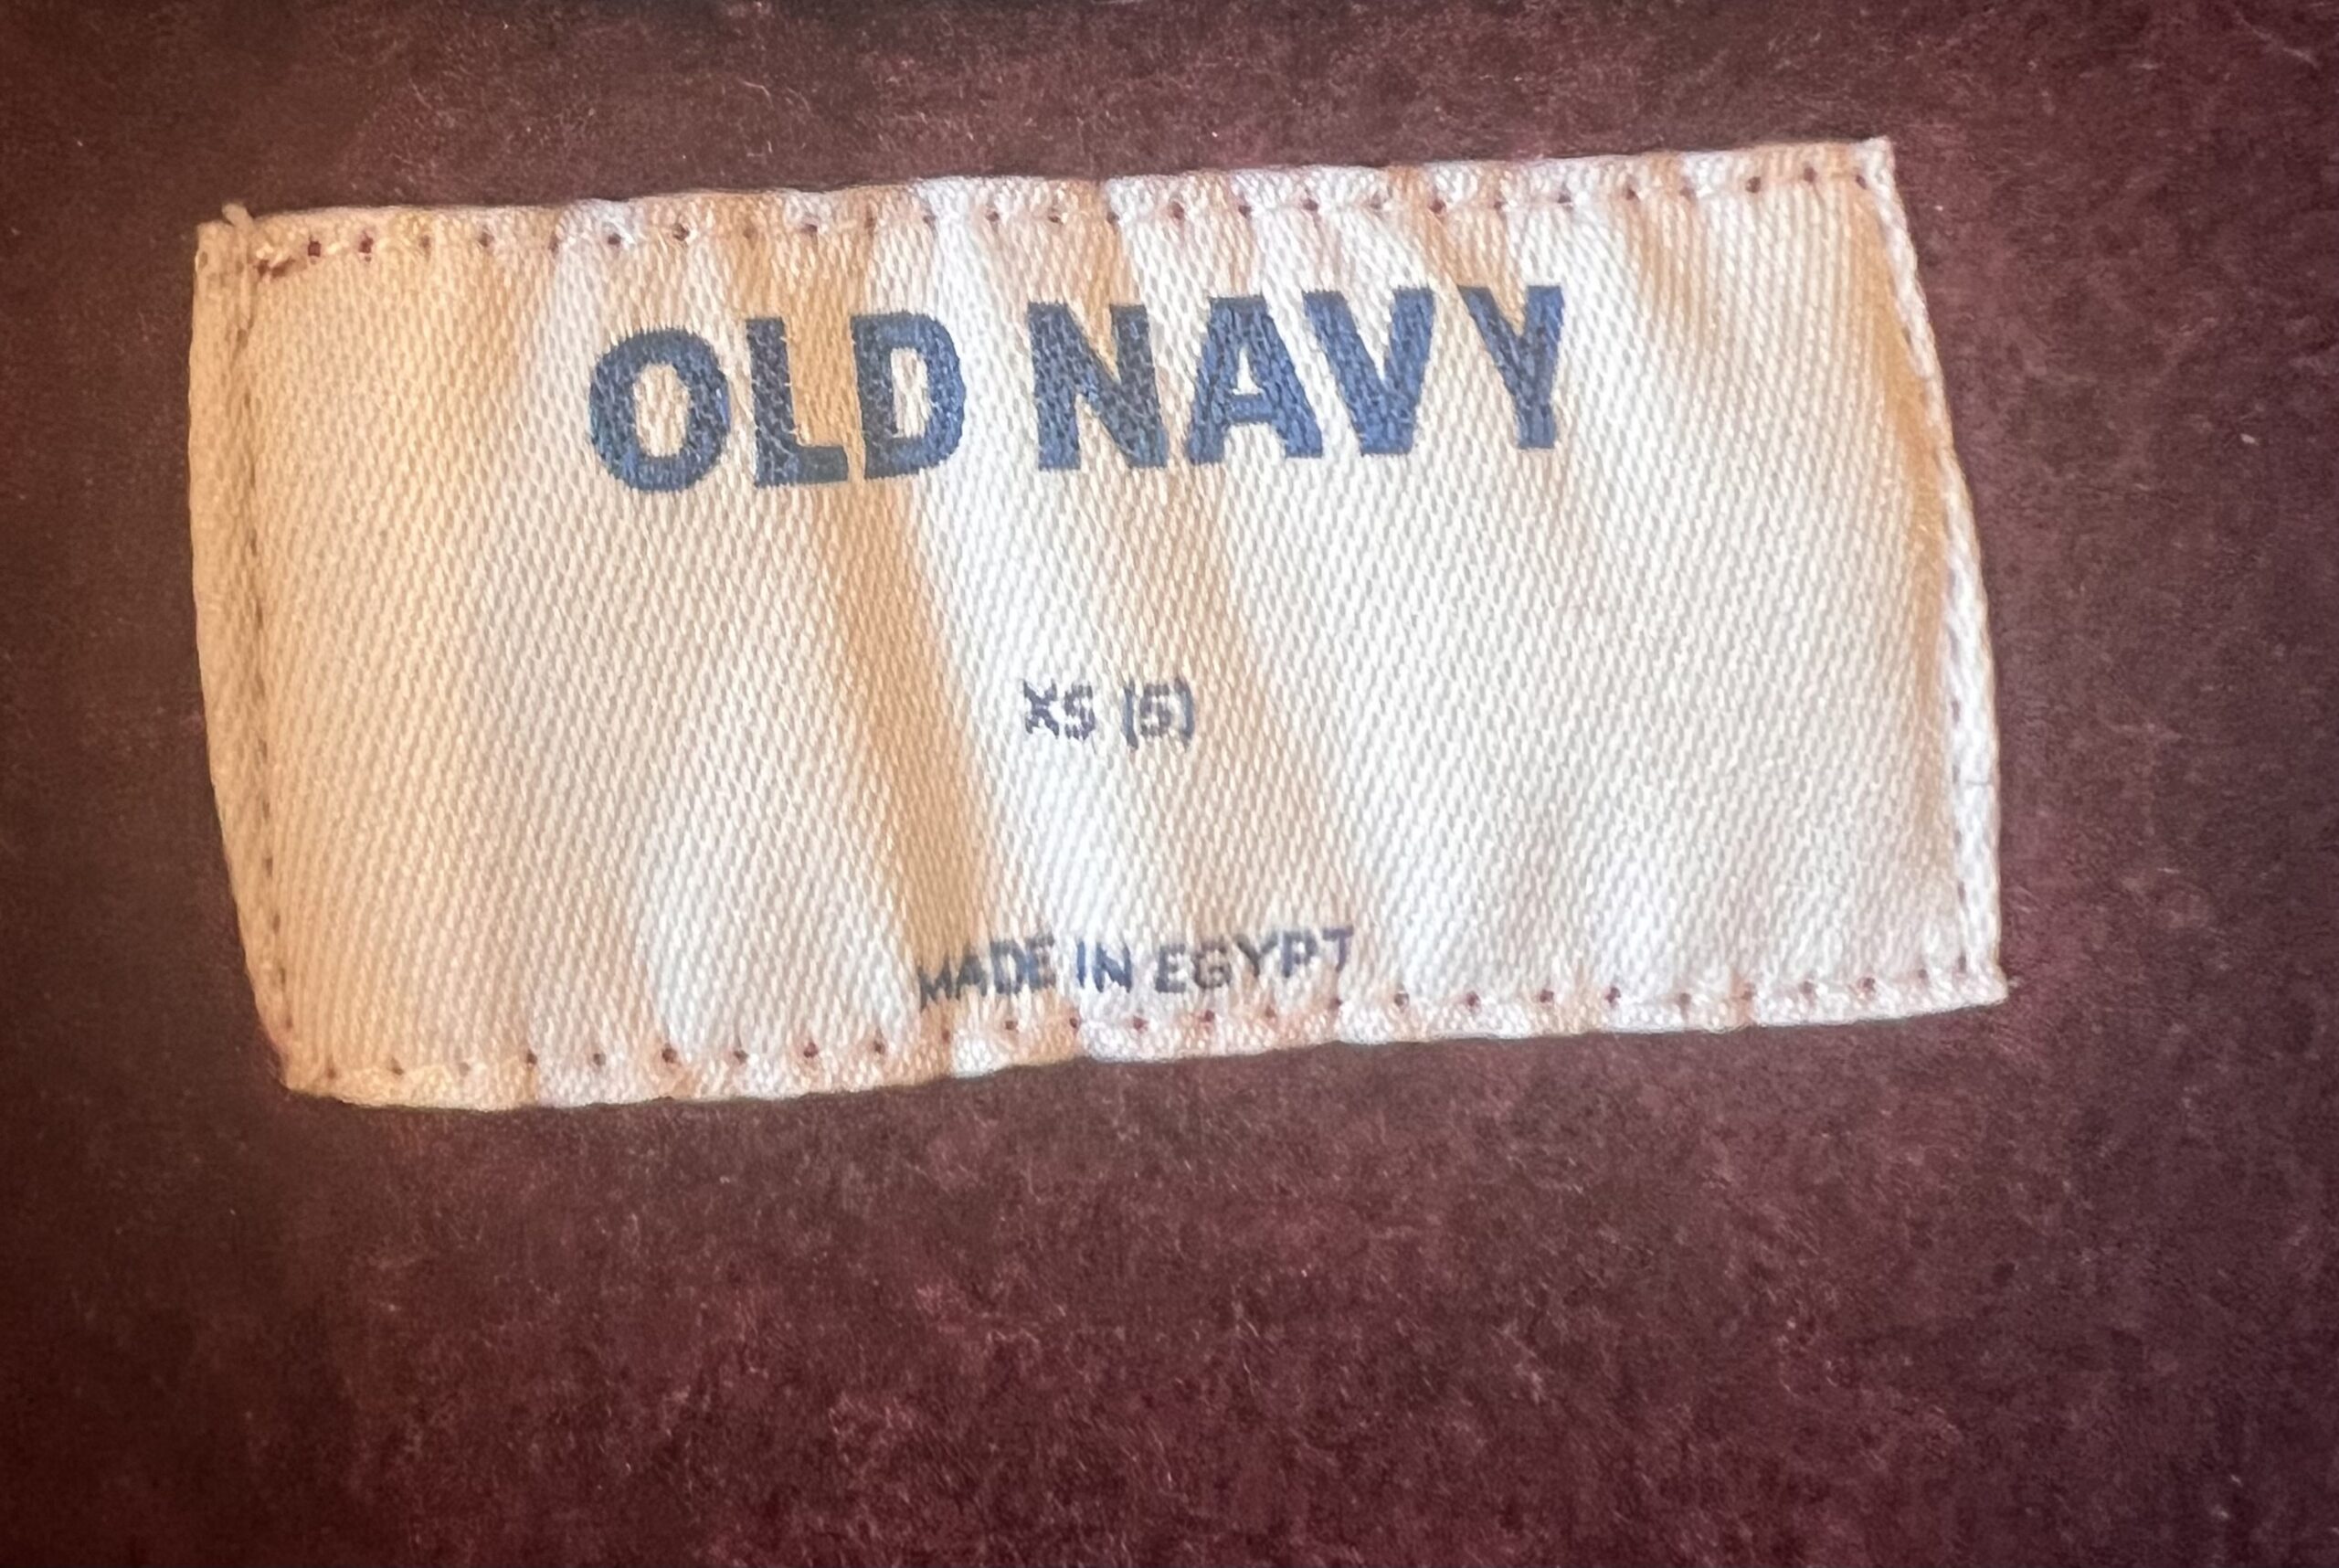 OLD NAVY
XS (5)
MADE IN EGYPT